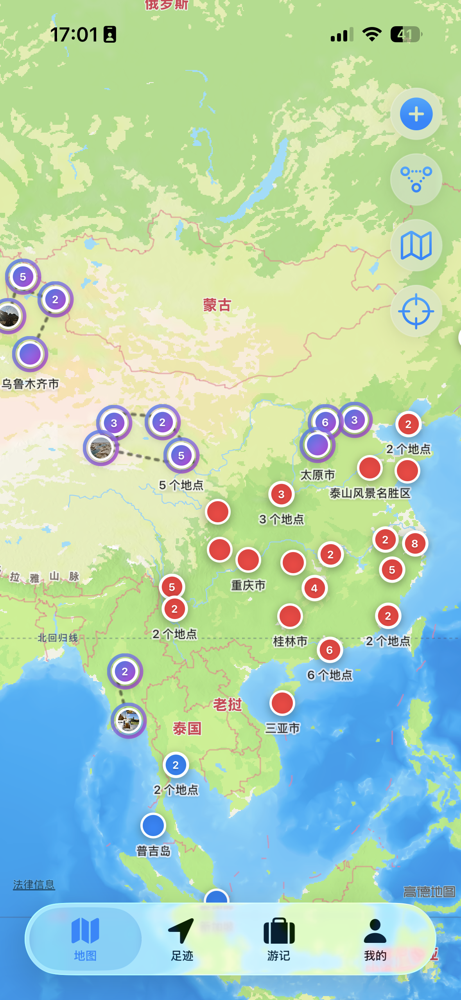 俄罗斯
17:01
41
5
2
蒙古
乌鲁木齐市
3
2
6
3
2
2 个地点
5
5 个地点
太原市
泰山风景名胜区
3
3 个地点
2
8
2
5
拉雅山脉
重庆市
5
4
2
2
2 个地点
北回归线
桂林市
2 个地点
6
6 个地点
2
老挝
泰国
三亚市
2
2 个地点
普吉岛
法律信息
高德地图
地图
足迹
游记
我的